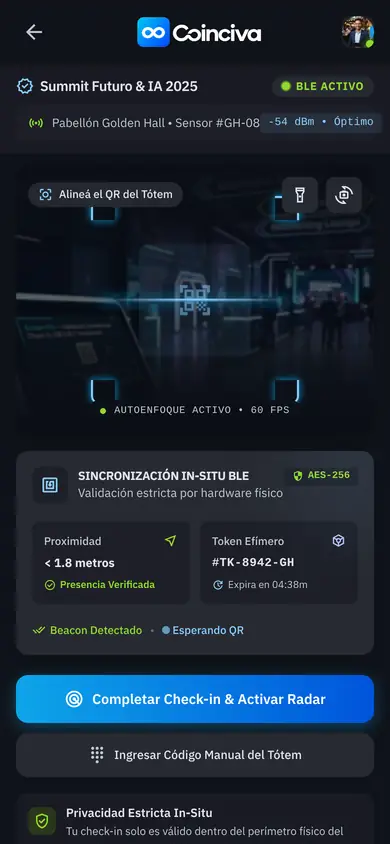 Coinciva
Summit Futuro & IA 2025
BLE ACTIVO
Pabellón Golden Hall • Sensor #GH-08
-54 dBm • Óptimo
Alineá el QR del Tótem
AUTOENFOQUE ACTIVO • 60 FPS
SINCRONIZACIÓN IN-SITU BLE
AES-256
Validación estricta por hardware físico
Proximidad
< 1.8 metros
Presencia Verificada
Token Efímero
#TK-8942-GH
Expira en 04:38m
Beacon Detectado • Esperando QR
Completar Check-in & Activar Radar
Ingresar Código Manual del Tótem
Privacidad Estricta In-Situ
Tu check-in solo es válido dentro del perímetro físico del